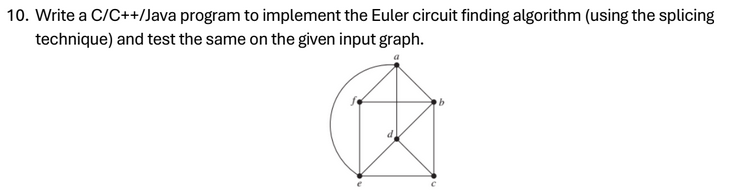 10. Write a C/C++/Java program to implement the Euler circuit finding algorithm (using the splicing
technique) and test the same on the given input graph.
a
f
b
d
e
c